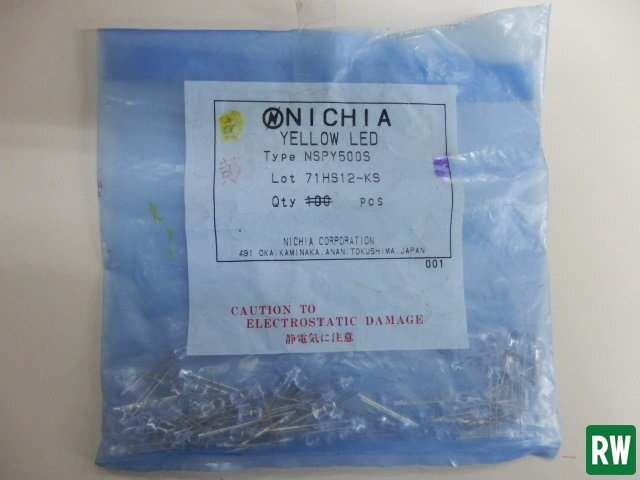 NICHIA
YELLOW LED
Type NSPY500S
Lot 71HS12-KS
Qty 100 PCS
NICHIA CORPORATION
491 OKA, KAMINAKA, ANAN, TOKUSHIMA, JAPAN
001
黄
CAUTION TO
ELECTROSTATIC DAMAGE
静電気に注意
RW